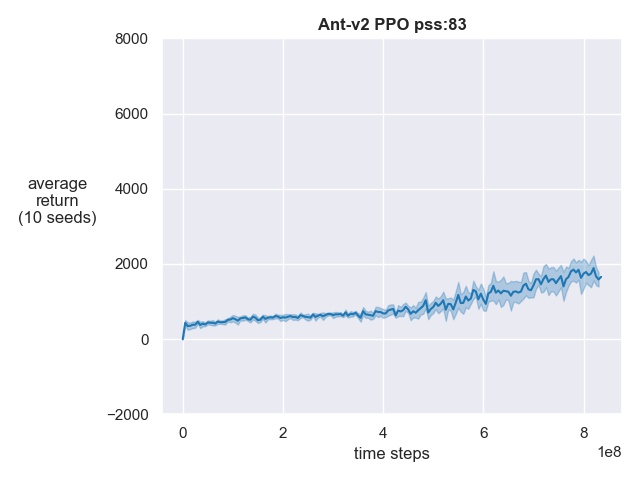 Ant-v2 PPO pss:83
8000
6000
4000
2000
0
−2000
average
return
(10 seeds)
0 2 4 6 8
1e8
time steps